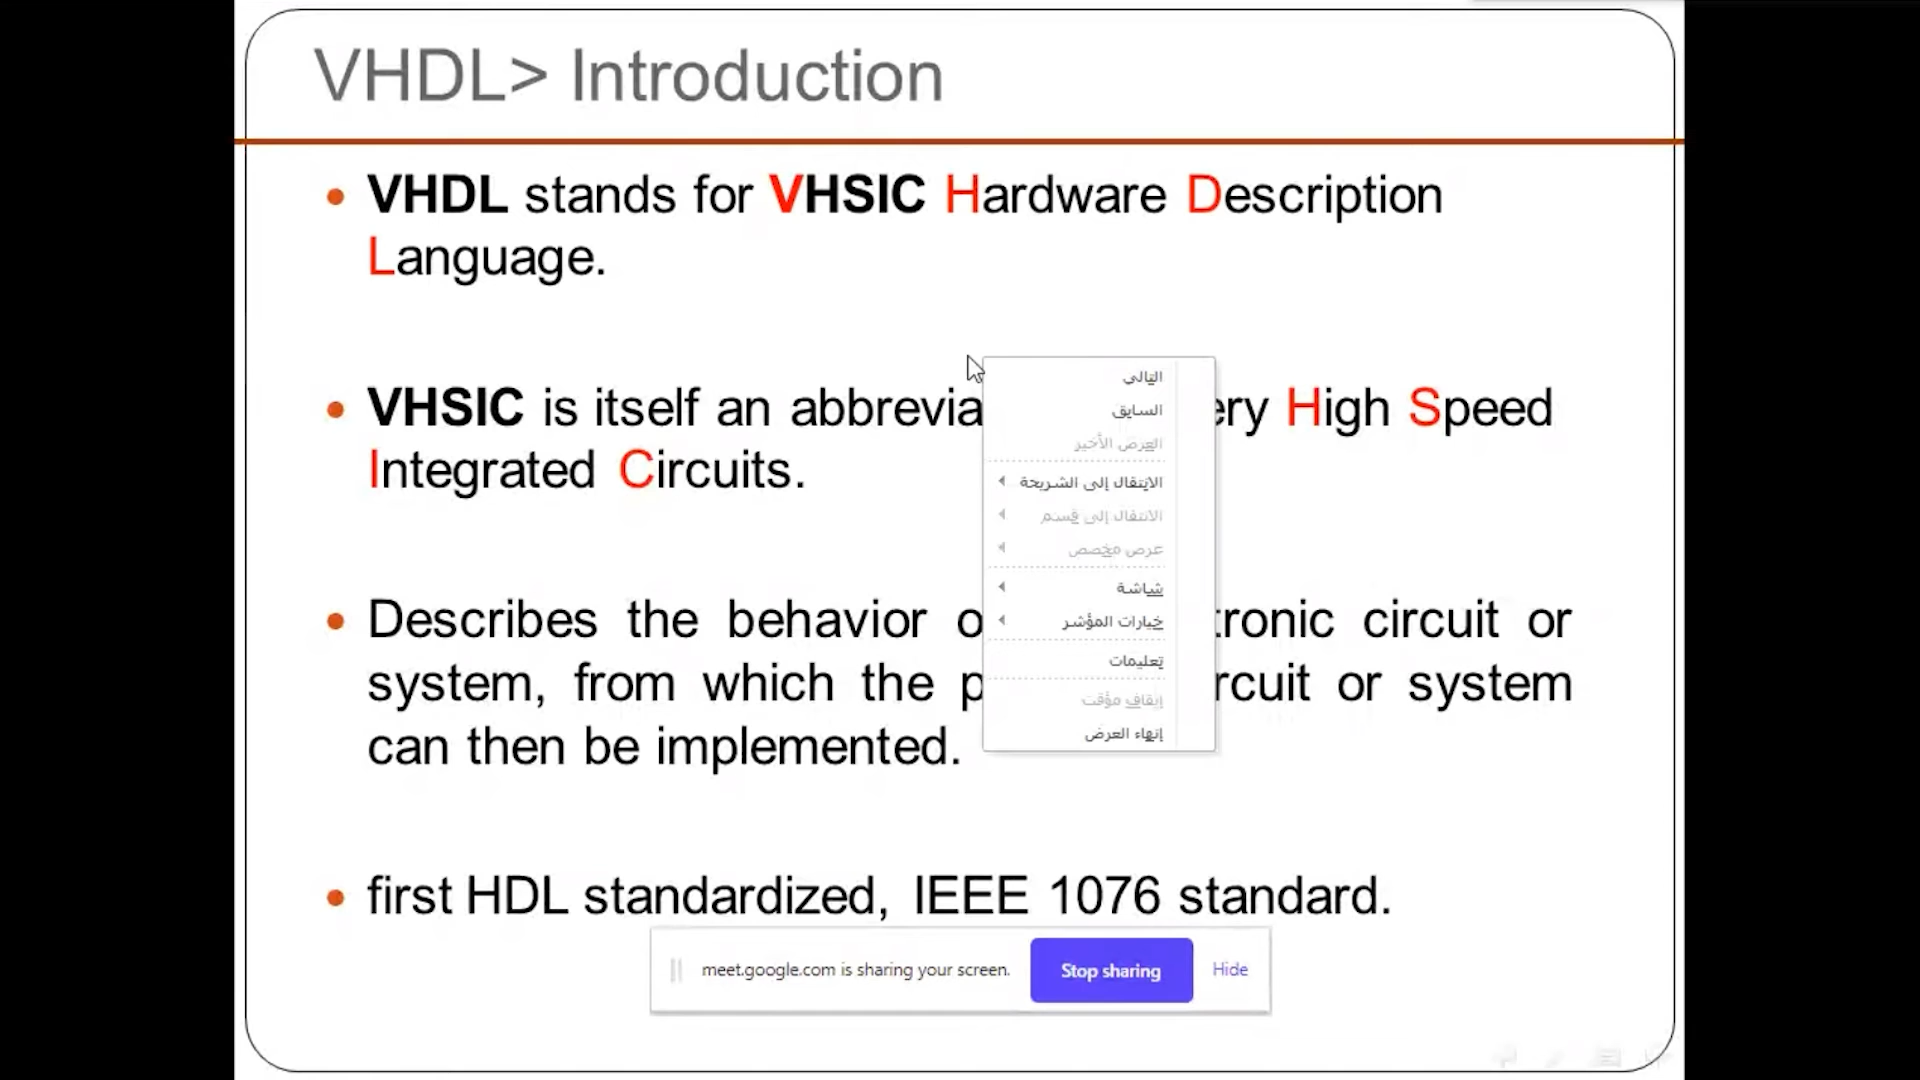 VHDL> Introduction
• VHDL stands for VHSIC Hardware Description
Language.
• VHSIC is itself an abbrevia ery High Speed
Integrated Circuits.
• Describes the behavior o tronic circuit or
system, from which the p rcuit or system
can then be implemented.
• first HDL standardized, IEEE 1076 standard.
التالي
السابق
العرض الأخير
الانتقال إلى الشريحة
الانتقال إلى قسم
عرض مخصص
شاشة
خيارات المؤشر
تعليمات
إيقاف مؤقت
إنهاء العرض
meet.google.com is sharing your screen. Stop sharing Hide